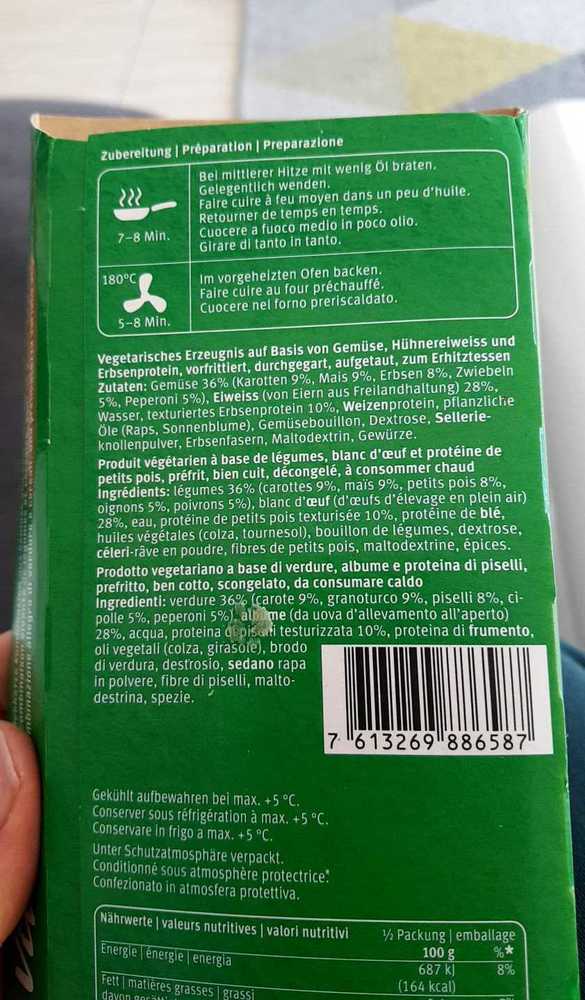 Zubereitung | Préparation | Preparazione
7–8 Min.
Bei mittlerer Hitze mit wenig Öl braten.
Gelegentlich wenden.
Faire cuire à feu moyen dans un peu d'huile.
Retourner de temps en temps.
Cuocere a fuoco medio in poco olio.
Girare di tanto in tanto.
180°C
5–8 Min.
Im vorgeheizten Ofen backen.
Faire cuire au four préchauffé.
Cuocere nel forno preriscaldato.
Vegetarisches Erzeugnis auf Basis von Gemüse, Hühnereiweiss und
Erbsenprotein, vorfrittiert, durchgegart, aufgetaut, zum Erhitztessen
Zutaten: Gemüse 36% (Karotten 9%, Mais 9%, Erbsen 8%, Zwiebeln
5%, Peperoni 5%), Eiweiss (von Eiern aus Freilandhaltung) 28%,
Wasser, texturiertes Erbsenprotein 10%, Weizenprotein, pflanzliche
Öle (Raps, Sonnenblume), Gemüsebouillon, Dextrose, Sellerie-
knollenpulver, Erbsenfasern, Maltodextrin, Gewürze.
Produit végétarien à base de légumes, blanc d'œuf et protéine de
petits pois, préfrit, bien cuit, décongelé, à consommer chaud
Ingrédients: légumes 36% (carottes 9%, maïs 9%, petits pois 8%,
oignons 5%, poivrons 5%), blanc d'œuf (d'œufs d'élevage en plein air)
28%, eau, protéine de petits pois texturisée 10%, protéine de blé,
huiles végétales (colza, tournesol), bouillon de légumes, dextrose,
céleri-rave en poudre, fibres de petits pois, maltodextrine, épices.
Prodotto vegetariano a base di verdure, albume e proteina di piselli,
prefritto, ben cotto, scongelato, da consumare caldo
Ingredienti: verdure 36% (carote 9%, granoturco 9%, piselli 8%, ci-
polle 5%, peperoni 5%), albume (da uova d'allevamento all'aperto)
28%, acqua, proteina di piselli testurizzata 10%, proteina di frumento,
oli vegetali (colza, girasole), brodo
di verdura, destrosio, sedano rapa
in polvere, fibre di piselli, malto-
destrina, spezie.
7 613269 886587
Gekühlt aufbewahren bei max. +5 °C.
Conserver sous réfrigération à max. +5 °C.
Conservare in frigo a max. +5 °C.
Unter Schutzatmosphäre verpackt.
Conditionné sous atmosphère protectrice.
Confezionato in atmosfera protettiva.
Nährwerte | valeurs nutritives | valori nutritivi
½ Packung | emballage
100 g %*
Energie | énergie | energia 687 kJ 8%
(164 kcal)
Fett | matières grasses | grassi